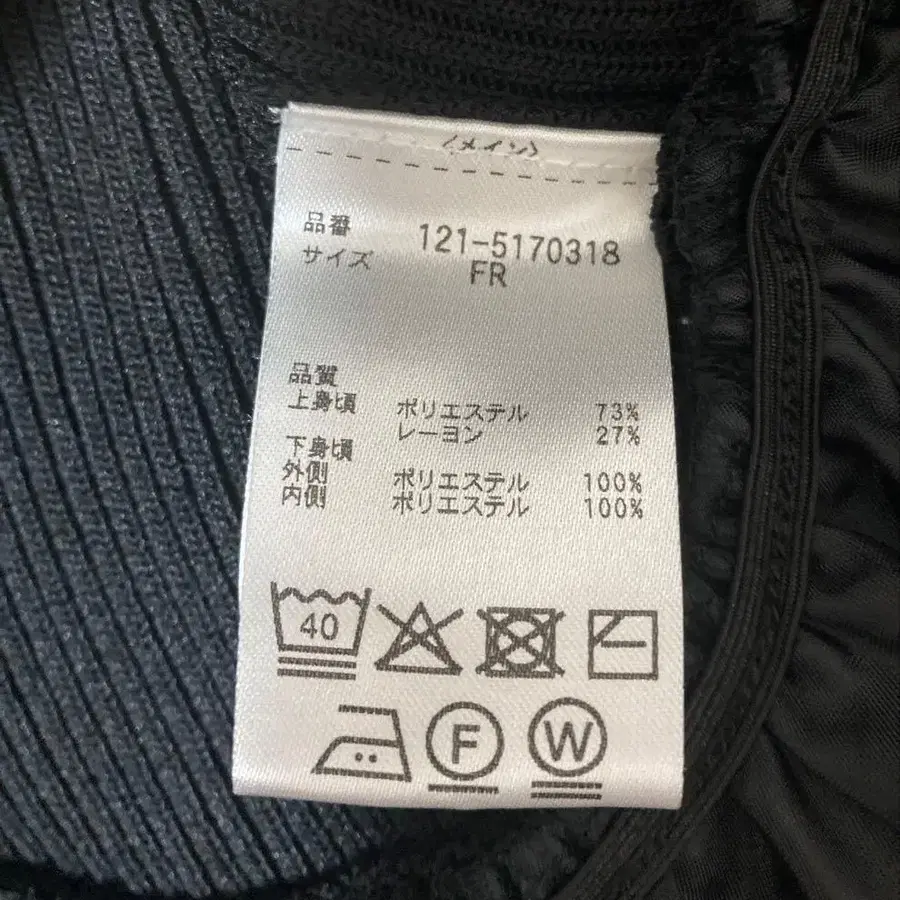 〈メイン〉
品番 121-5170318
サイズ FR
品質
上身頃 ポリエステル 73%
レーヨン 27%
下身頃
外側 ポリエステル 100%
内側 ポリエステル 100%
40
F W